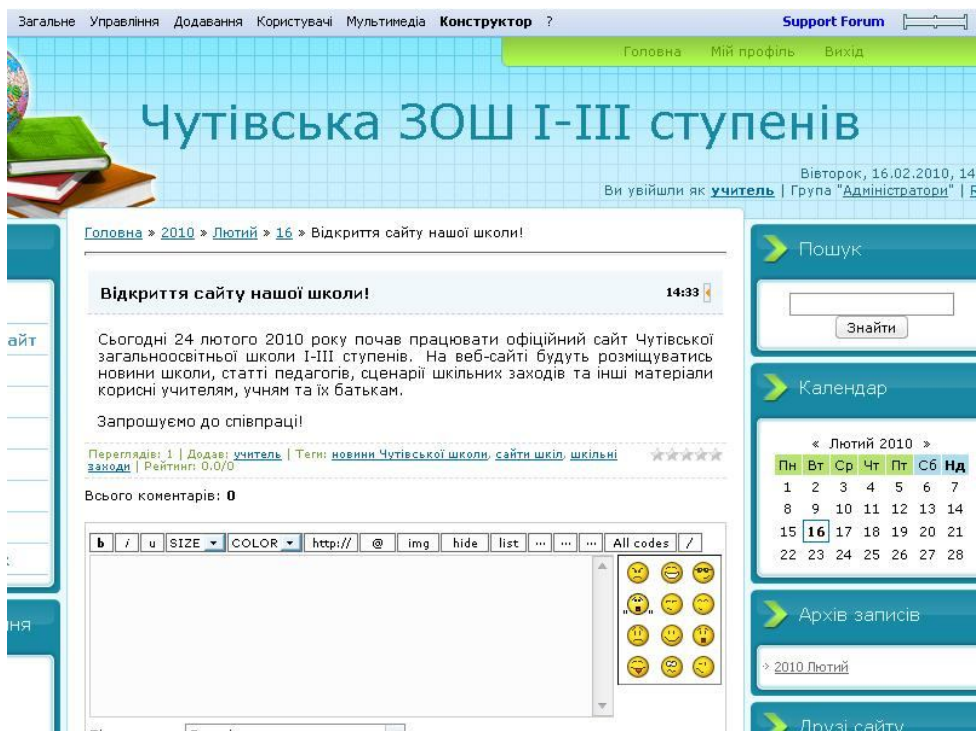 Загальне Управління Додавання Користувачі Мультимедіа Конструктор ? Support Forum
Головна Мій профіль Вихід
Чутівська ЗОШ І-ІІІ ступенів
Вівторок, 16.02.2010, 14
Ви увійшли як учитель | Група "Адміністратори" |
Головна » 2010 » Лютий » 16 » Відкриття сайту нашої школи!
Відкриття сайту нашої школи! 14:33
Сьогодні 24 лютого 2010 року почав працювати офіційний сайт Чутівської
загальноосвітньої школи І-ІІІ ступенів. На веб-сайті будуть розміщуватись
новини школи, статті педагогів, сценарії шкільних заходів та інші матеріали
корисні учителям, учням та їх батькам.
Запрошуємо до співпраці!
Переглядів: 1 | Додав: учитель | Теги: новини Чутівської школи, сайти шкіл, шкільні
заходи | Рейтинг: 0.0/0
Всього коментарів: 0
b i u SIZE COLOR http:// @ img hide list ... ... ... All codes /
айт
ня
Пошук
Знайти
Календар
« Лютий 2010 »
Пн Вт Ср Чт Пт Сб Нд
1 2 3 4 5 6 7
8 9 10 11 12 13 14
15 16 17 18 19 20 21
22 23 24 25 26 27 28
Архів записів
2010 Лютий
Друзі сайту